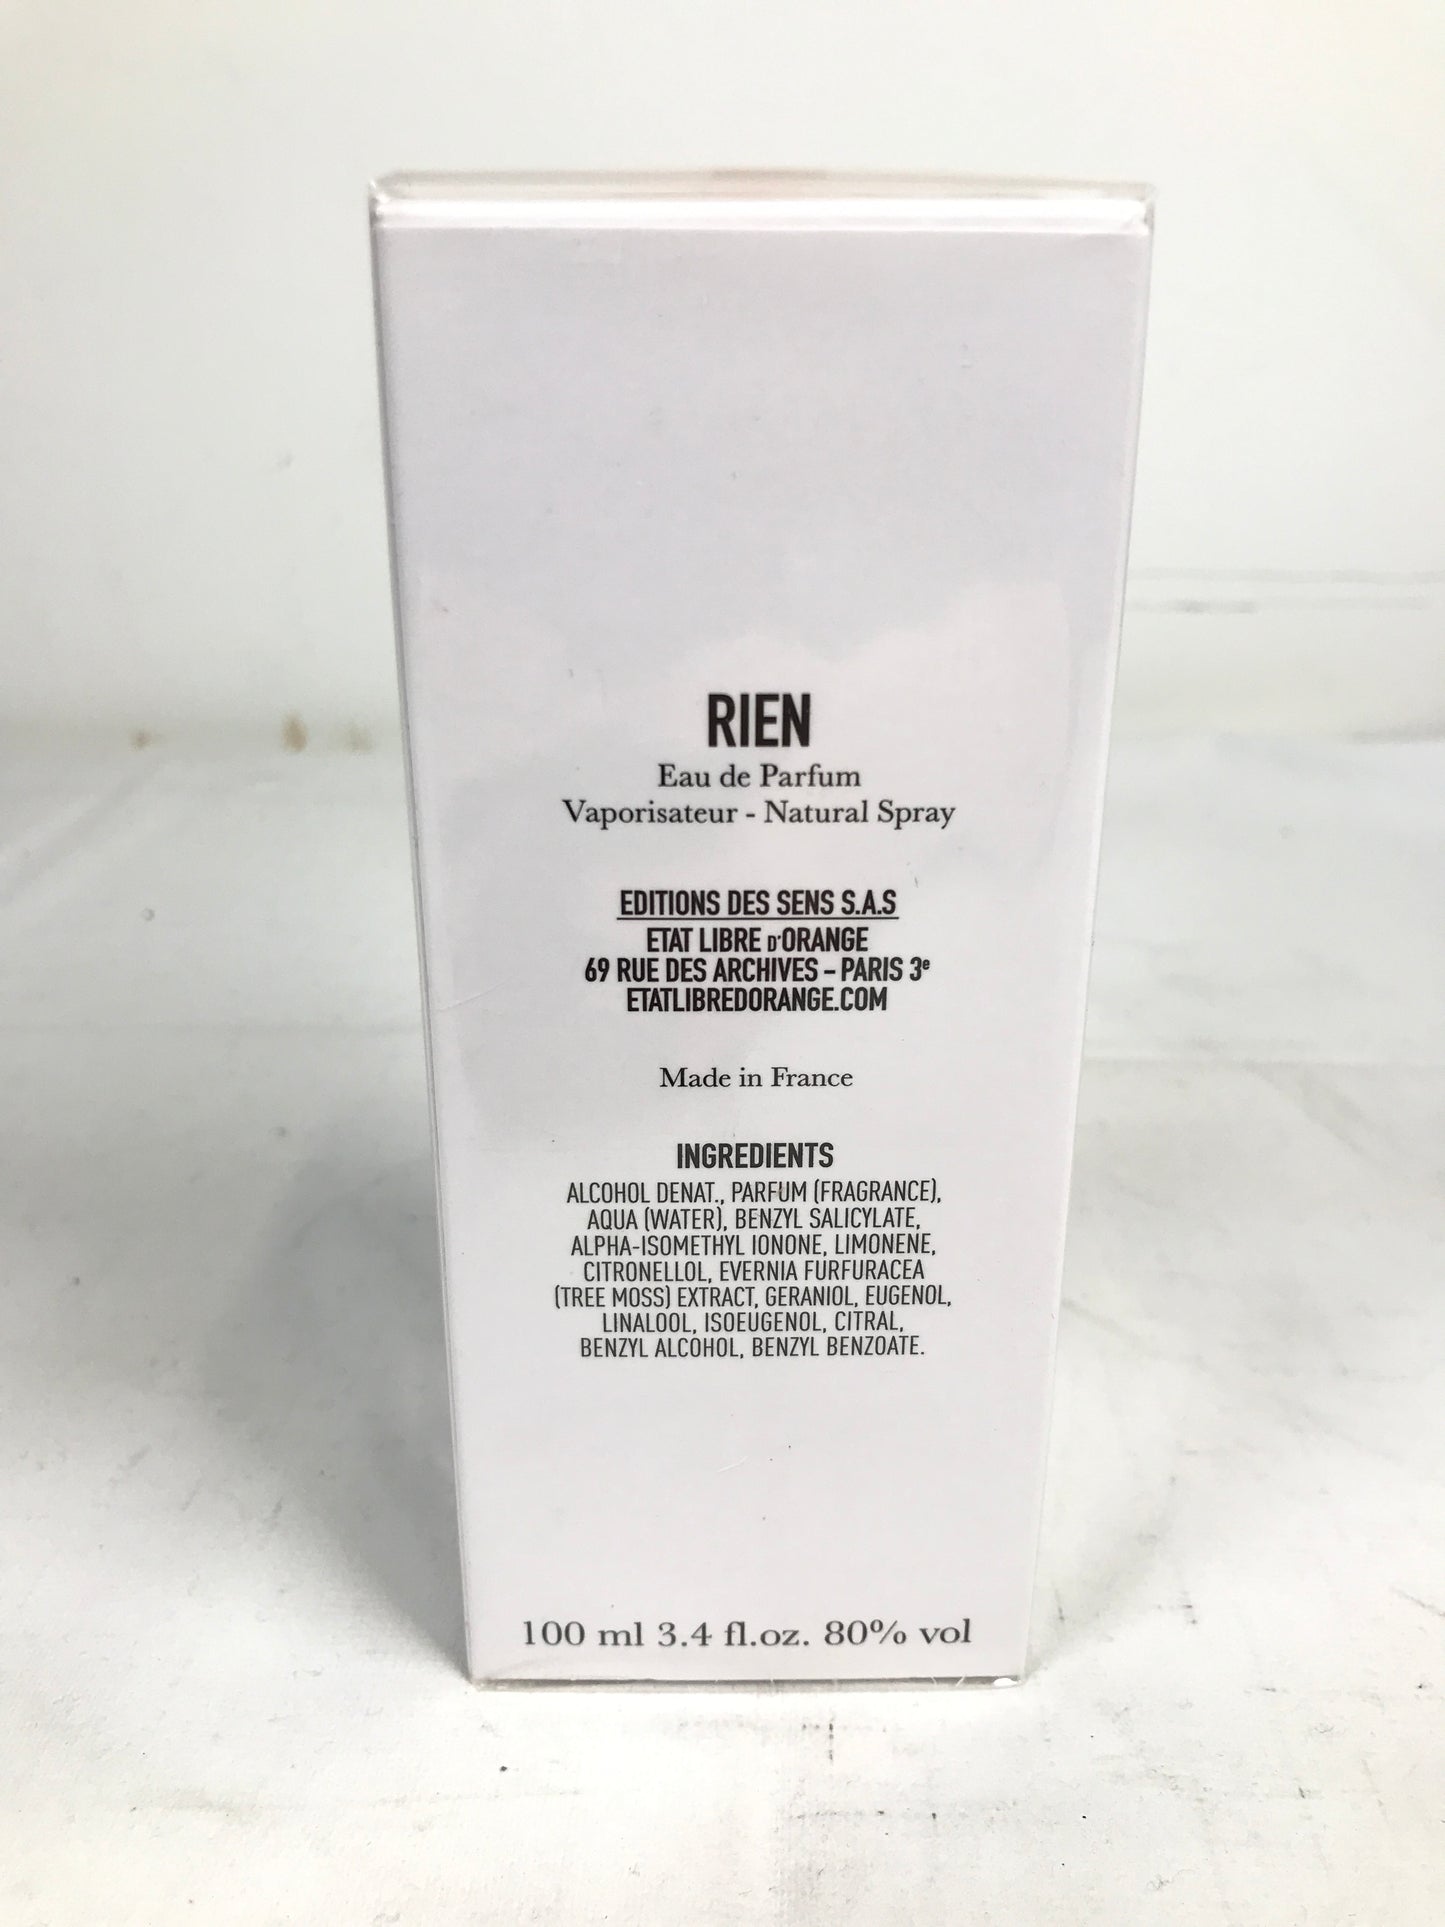 RIEN
Eau de Parfum
Vaporisateur - Natural Spray
EDITIONS DES SENS S.A.S
ETAT LIBRE D'ORANGE
69 RUE DES ARCHIVES – PARIS 3e
ETATLIBREDORANGE.COM
Made in France
INGREDIENTS
ALCOHOL DENAT., PARFUM (FRAGRANCE),
AQUA (WATER), BENZYL SALICYLATE,
ALPHA-ISOMETHYL IONONE, LIMONENE,
CITRONELLOL, EVERNIA FURFURACEA
(TREE MOSS) EXTRACT, GERANIOL, EUGENOL,
LINALOOL, ISOEUGENOL, CITRAL,
BENZYL ALCOHOL, BENZYL BENZOATE.
100 ml 3.4 fl.oz. 80% vol